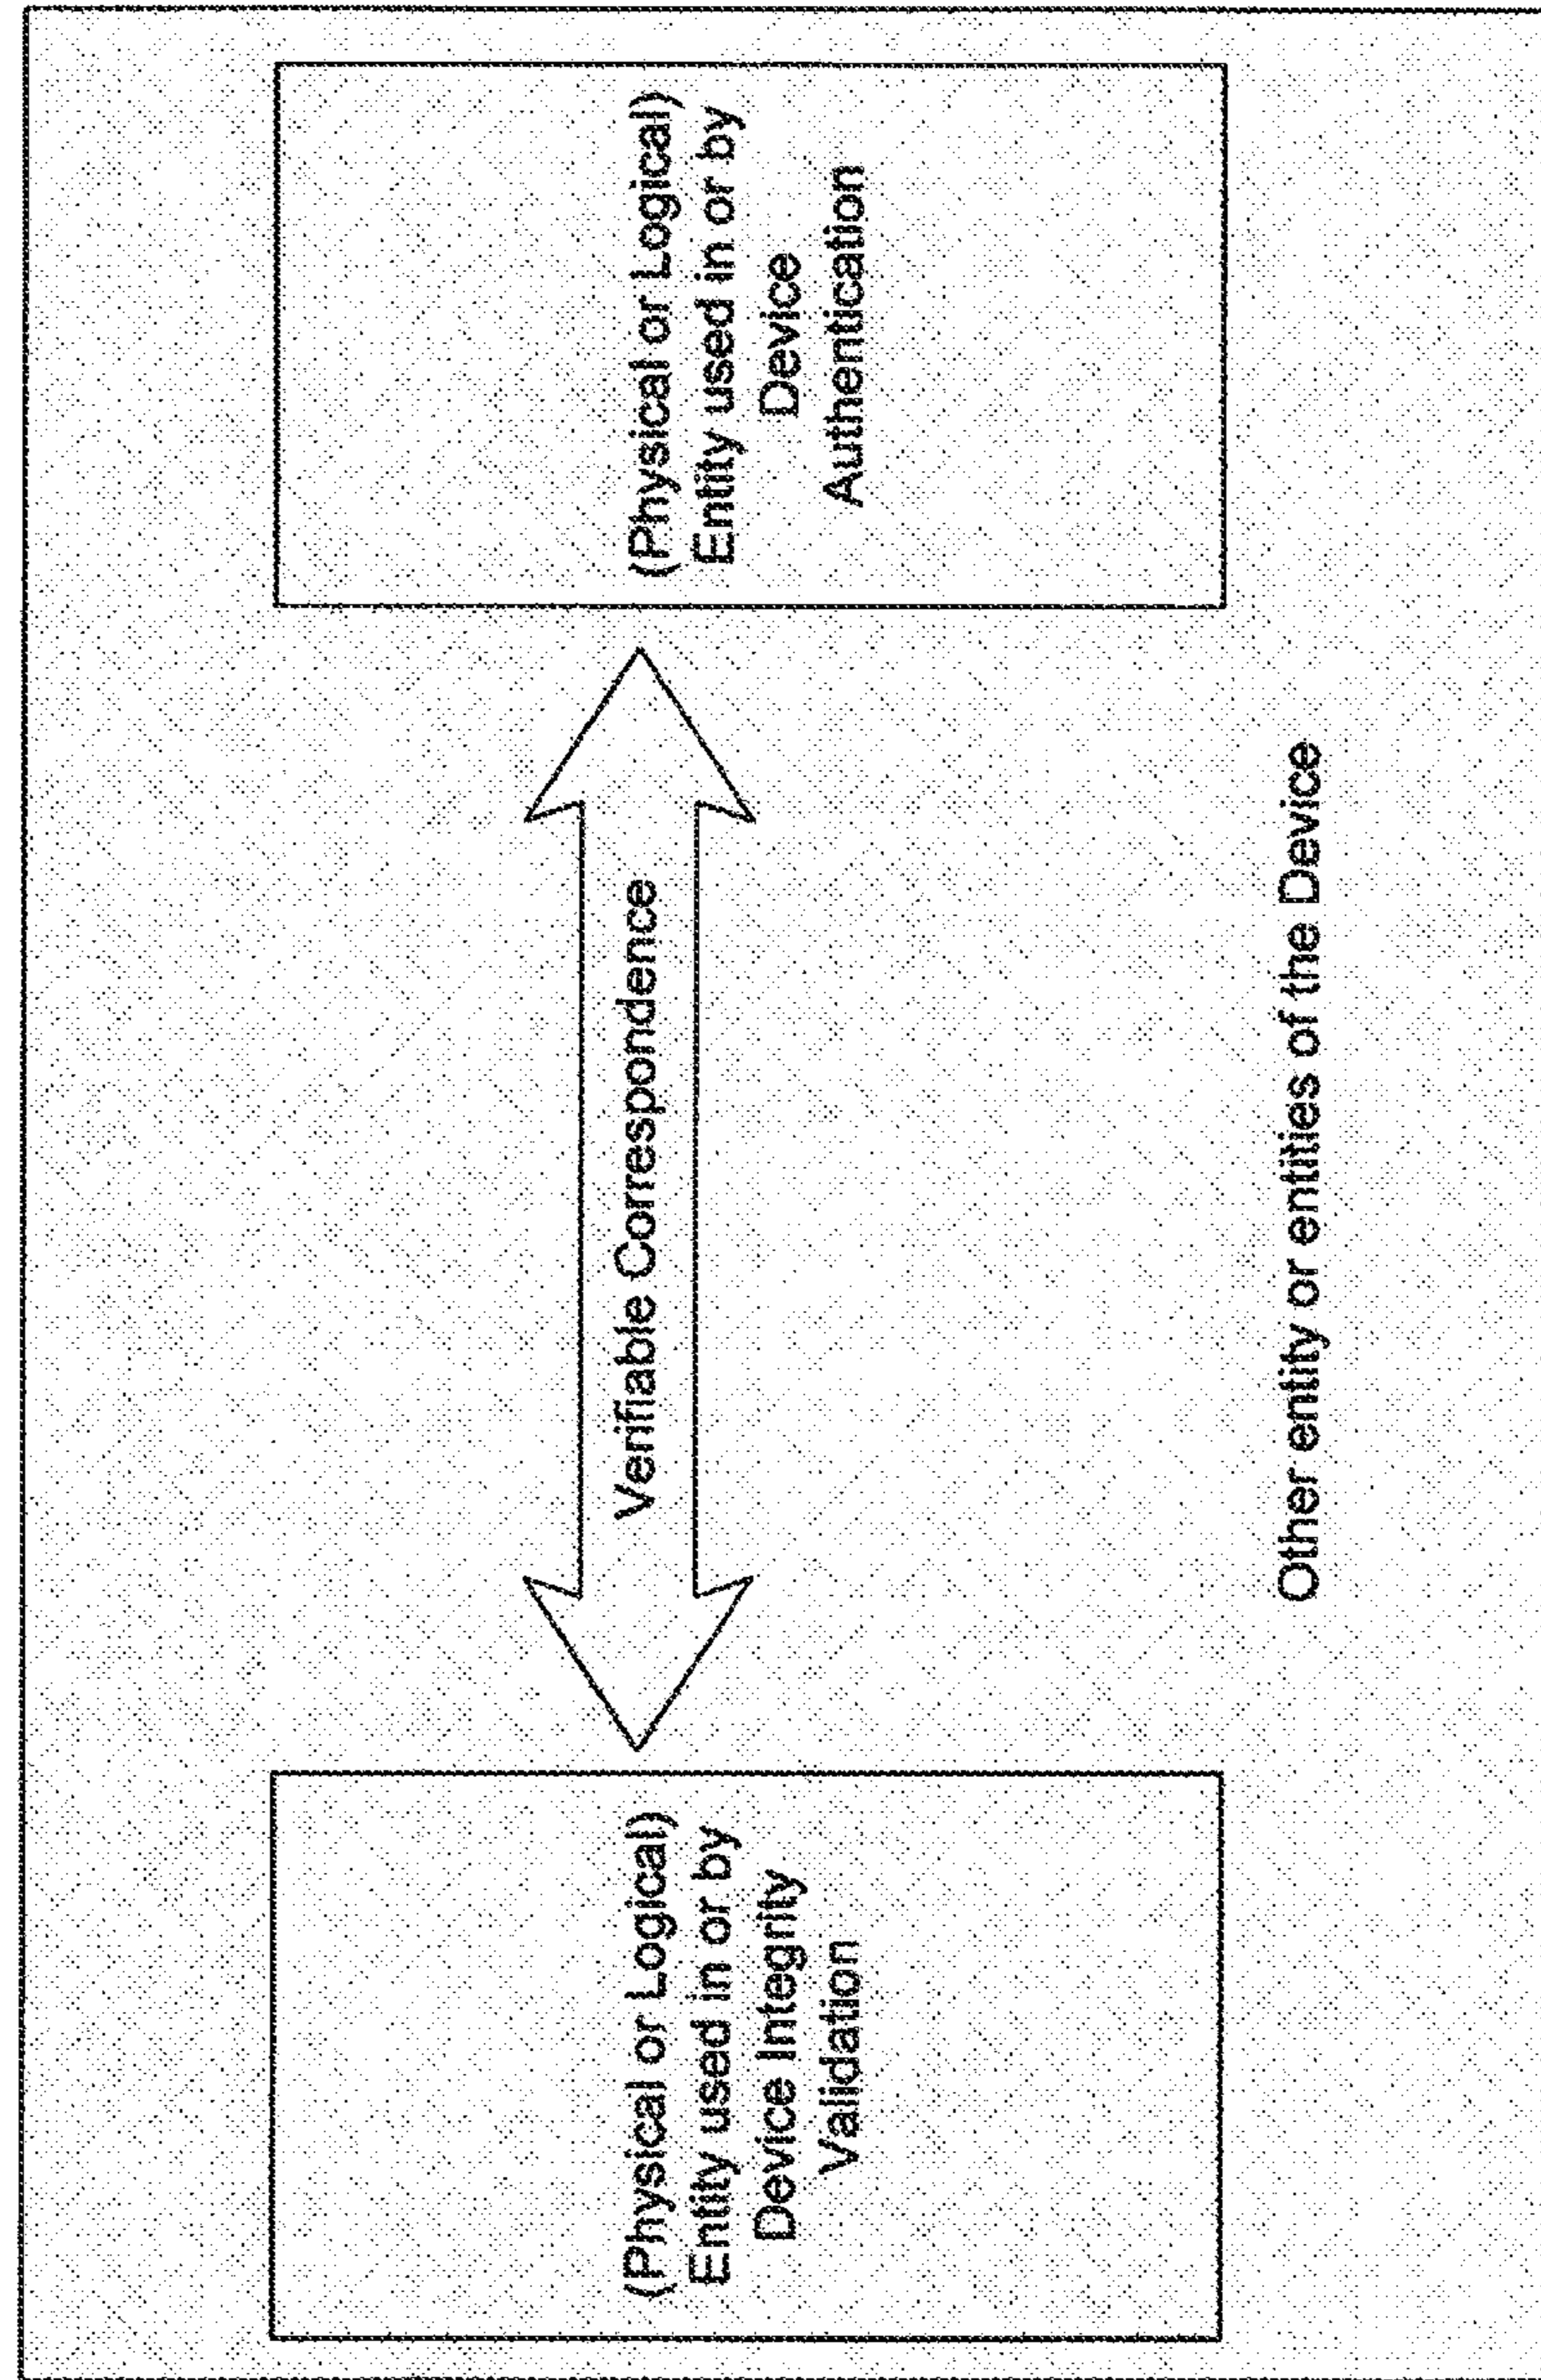 (Physical or Logical)
Entity used in or by
Device Integrity
Validation
Verifiable Correspondence
(Physical or Logical)
Entity used in or by
Device
Authentication
Other entity or entities of the Device